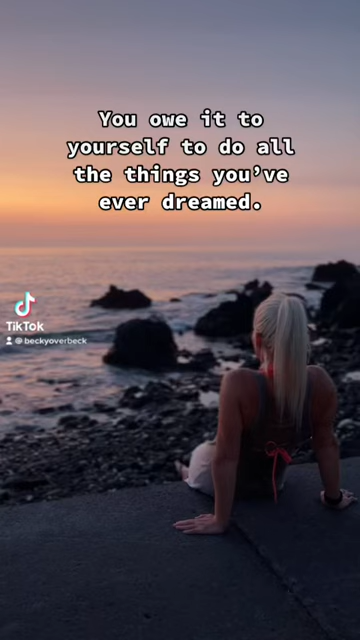 You owe it to
yourself to do all
the things you've
ever dreamed.
TikTok
@beckyoverbeck